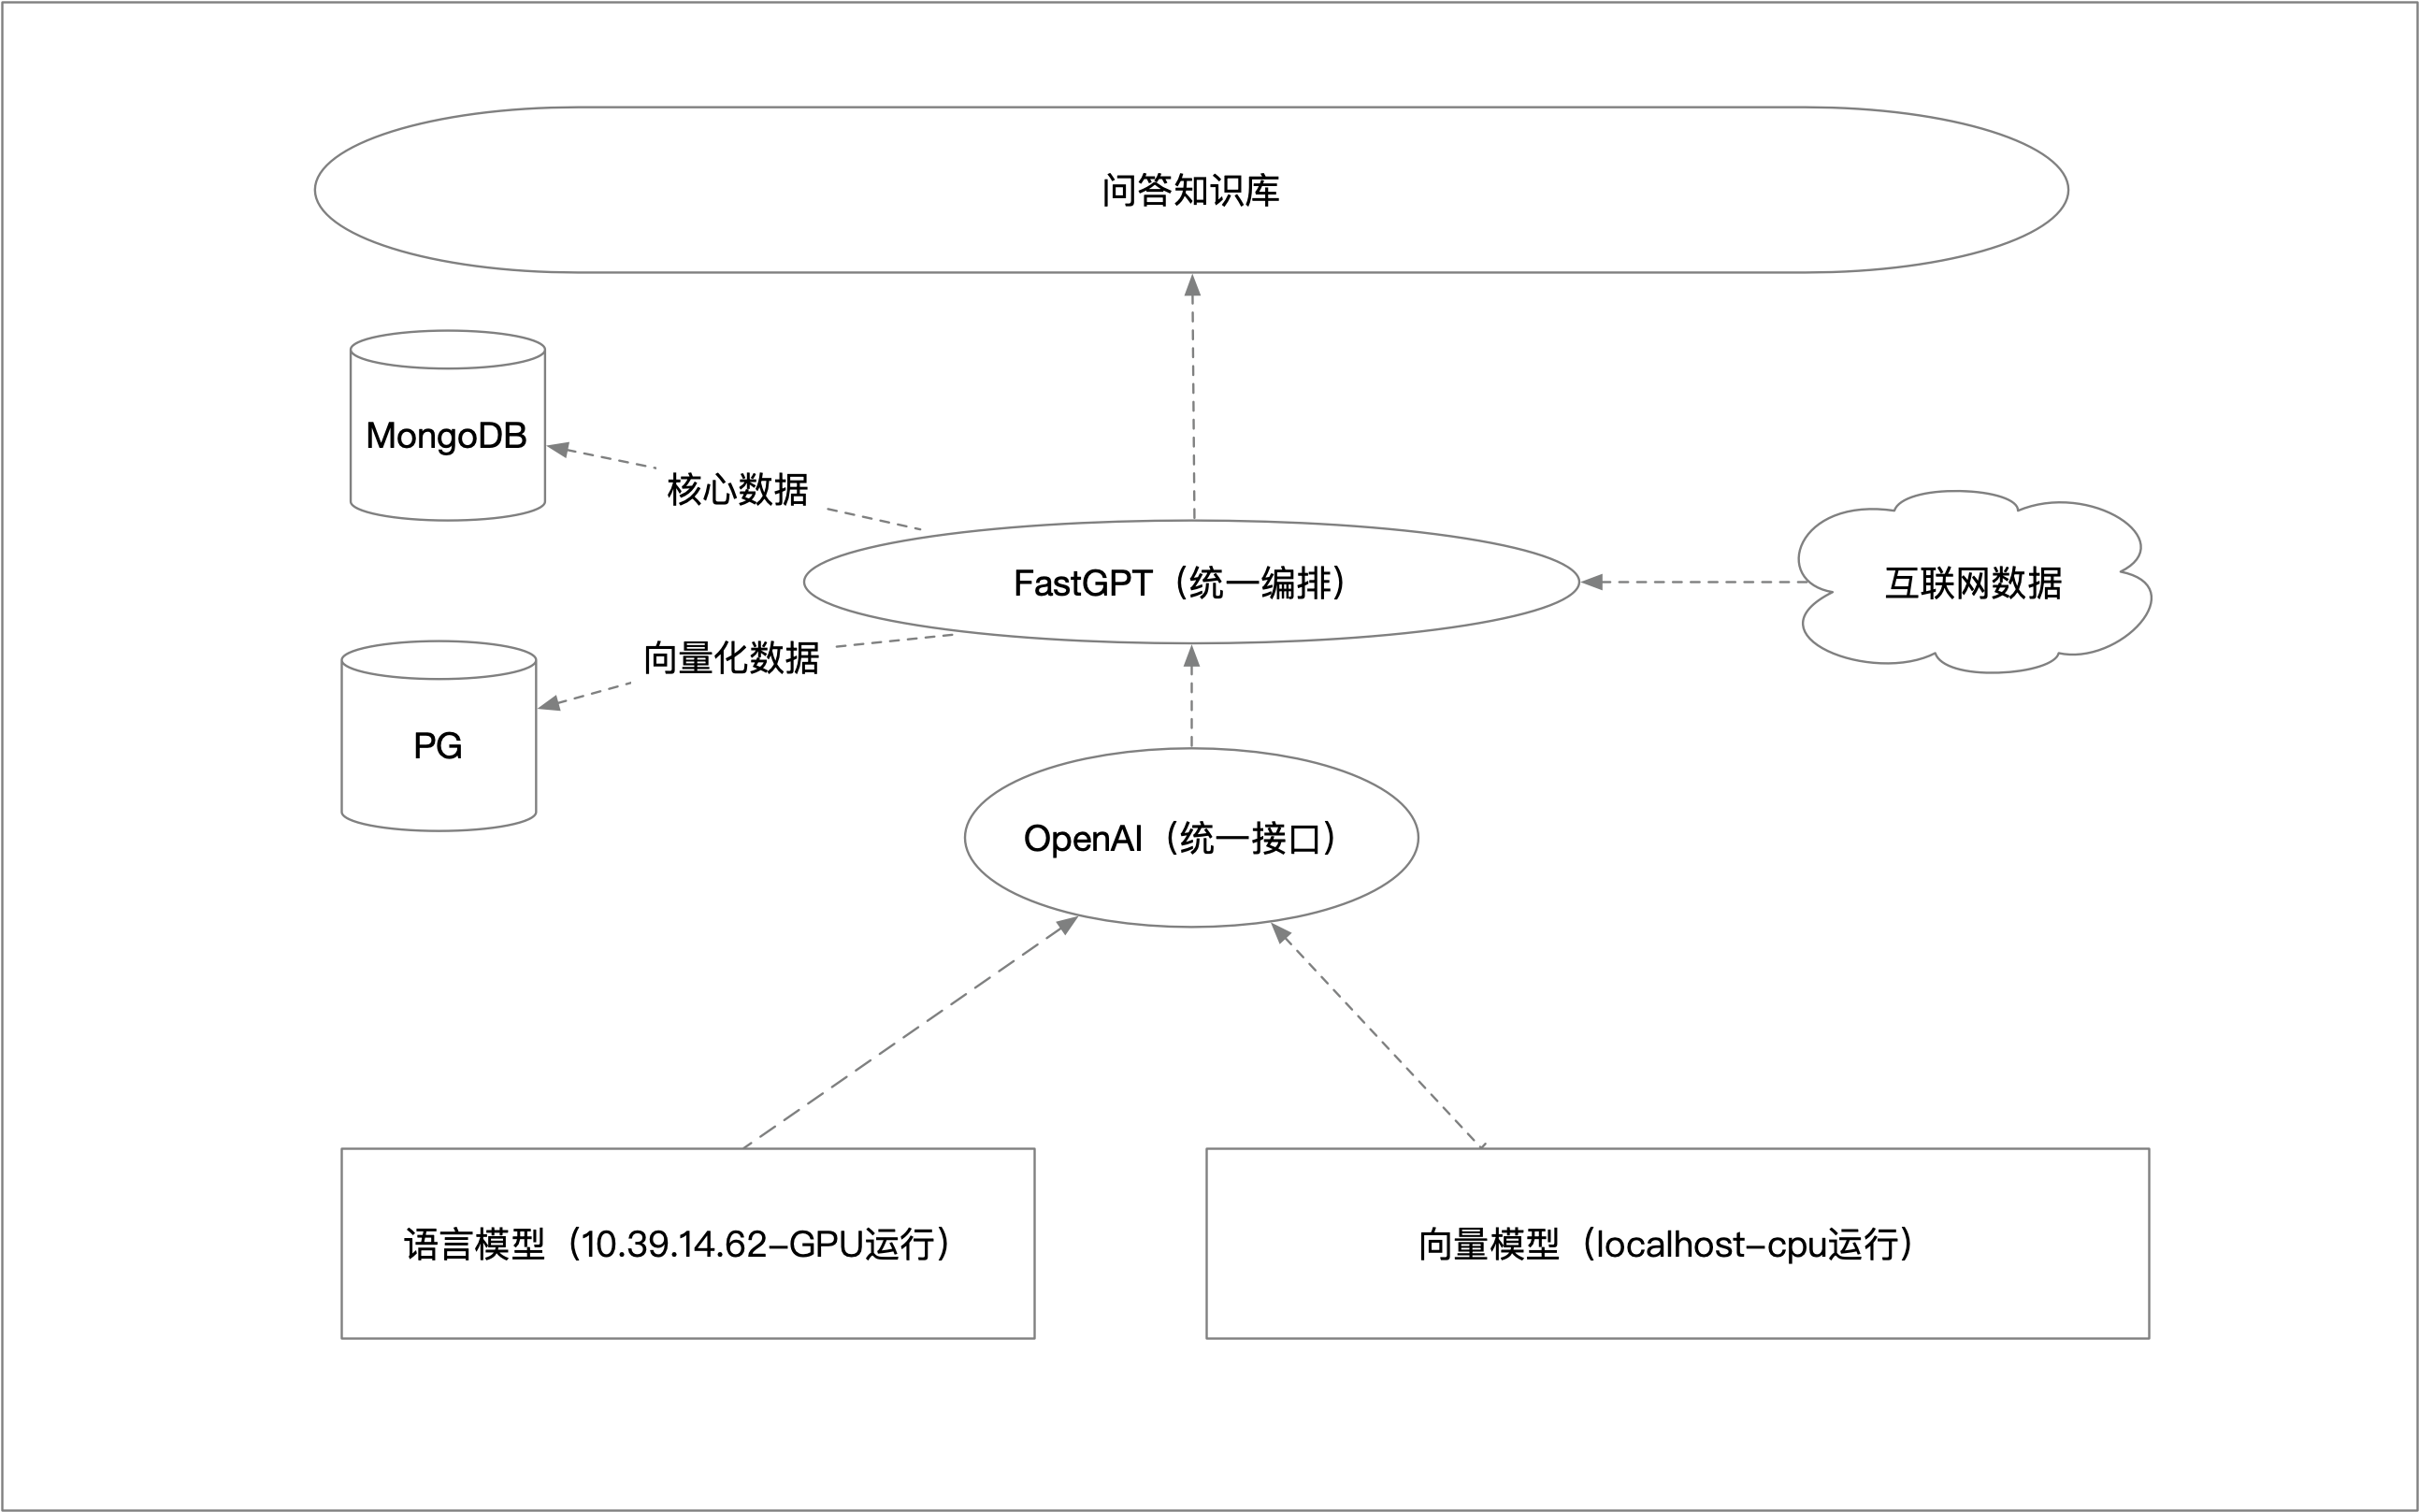 问答知识库
MongoDB
核心数据
FastGPT（统一编排）
互联网数据
向量化数据
PG
OpenAI（统一接口）
语言模型（10.39.14.62-GPU运行）
向量模型（localhost-cpu运行）